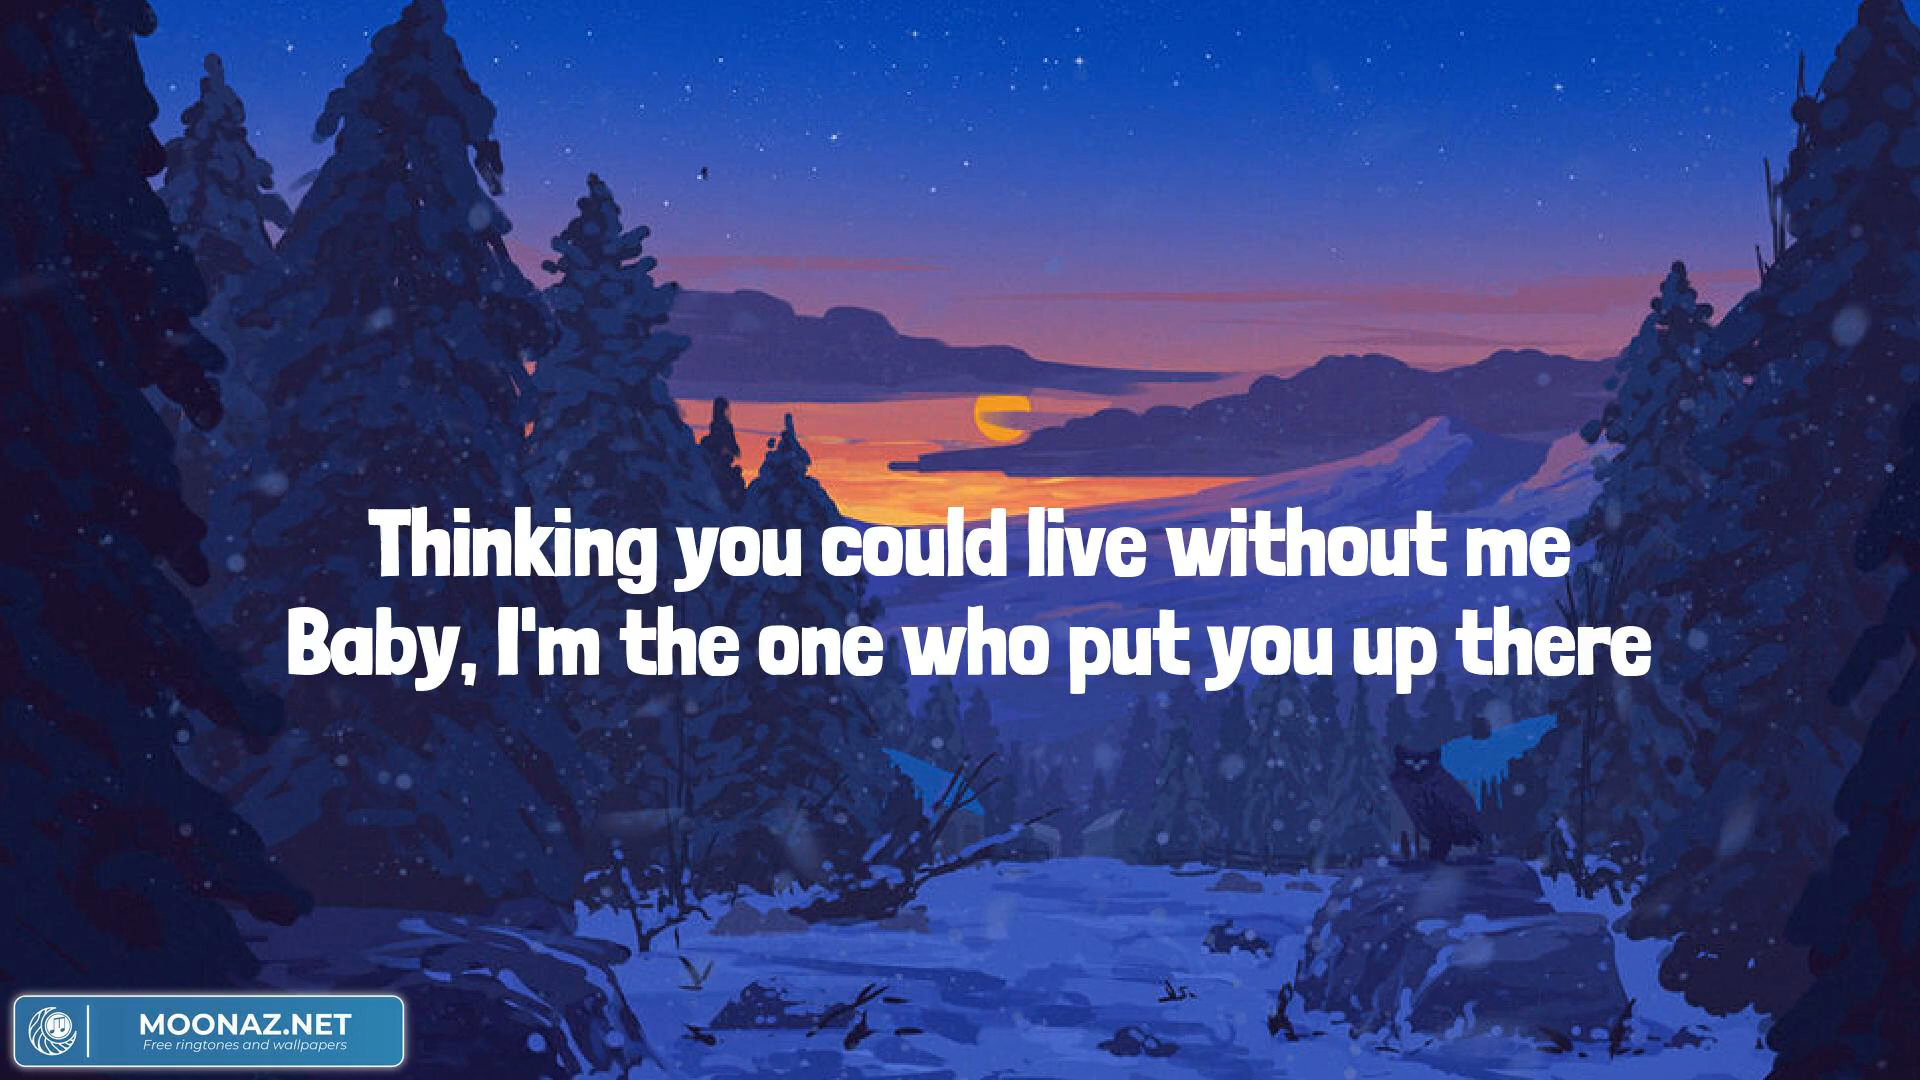 Thinking you could live without me
Baby, I'm the one who put you up there
MOONAZ.NET
Free ringtones and wallpapers